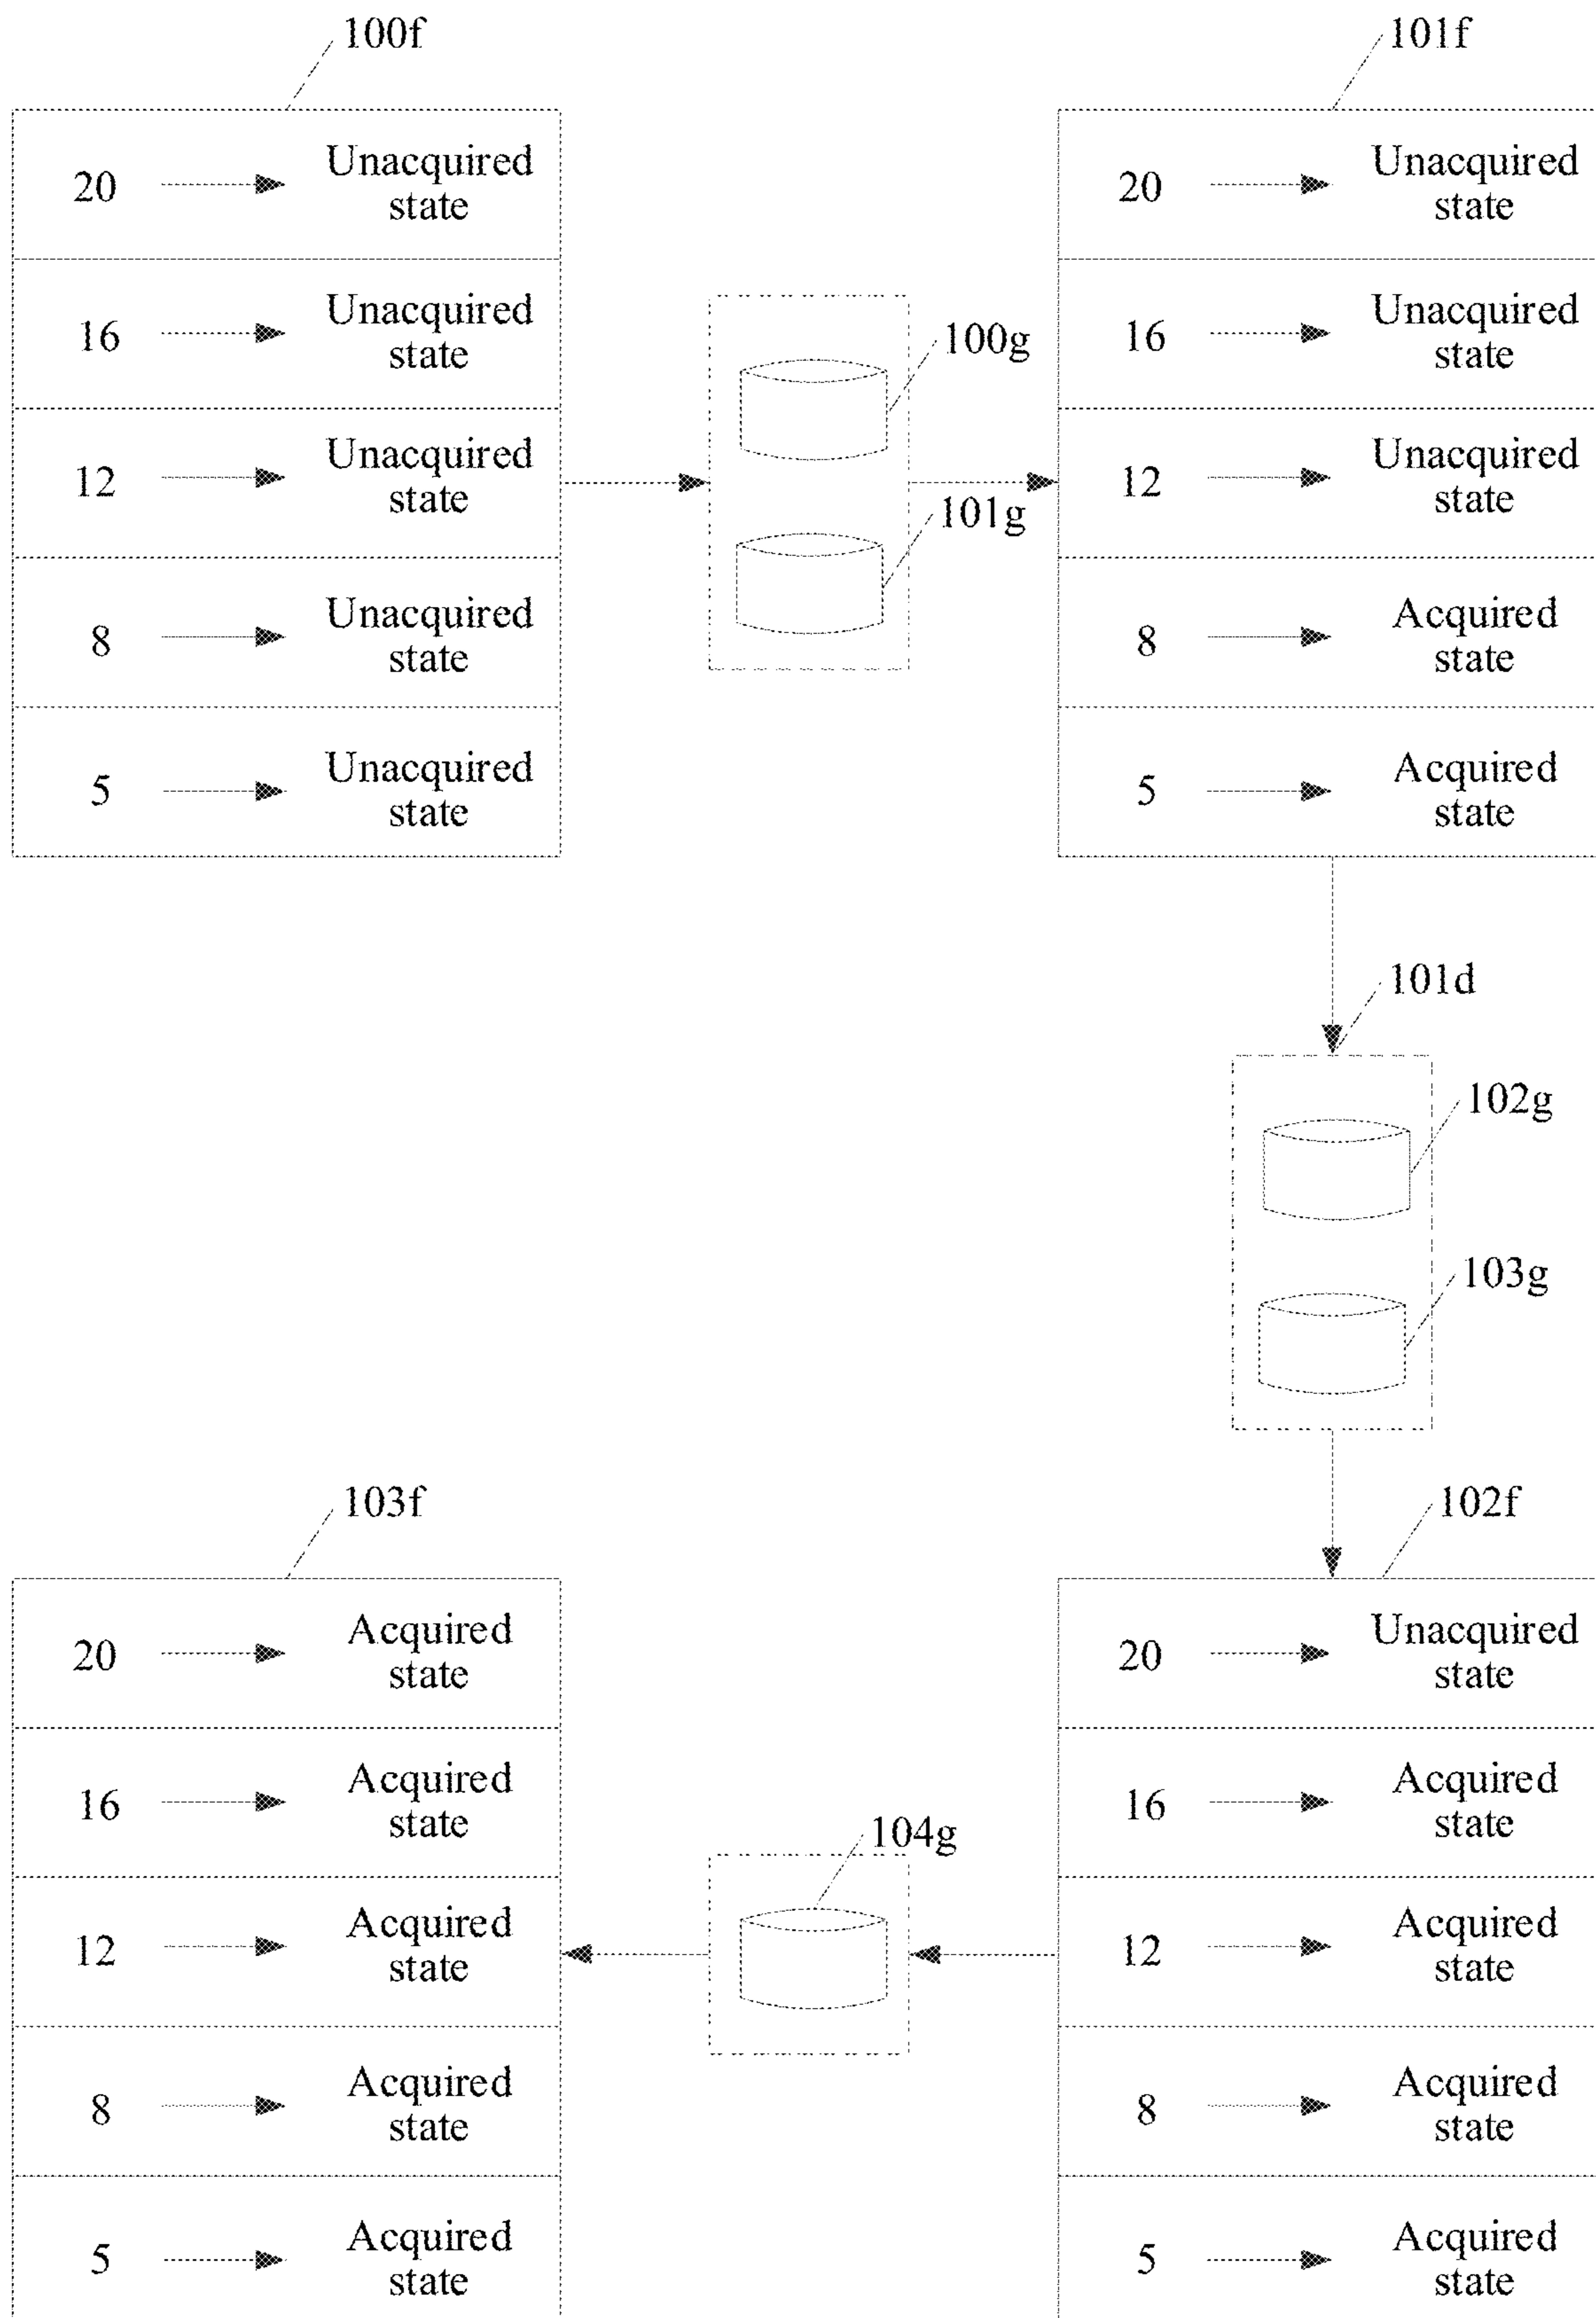 100f
20
Unacquired
state
16
Unacquired
state
12
Unacquired
state
8
Unacquired
state
5
Unacquired
state
100g
101g
101f
20
Unacquired
state
16
Unacquired
state
12
Unacquired
state
8
Acquired
state
5
Acquired
state
101d
102g
103g
102f
20
Unacquired
state
16
Acquired
state
12
Acquired
state
8
Acquired
state
5
Acquired
state
104g
103f
20
Acquired
state
16
Acquired
state
12
Acquired
state
8
Acquired
state
5
Acquired
state